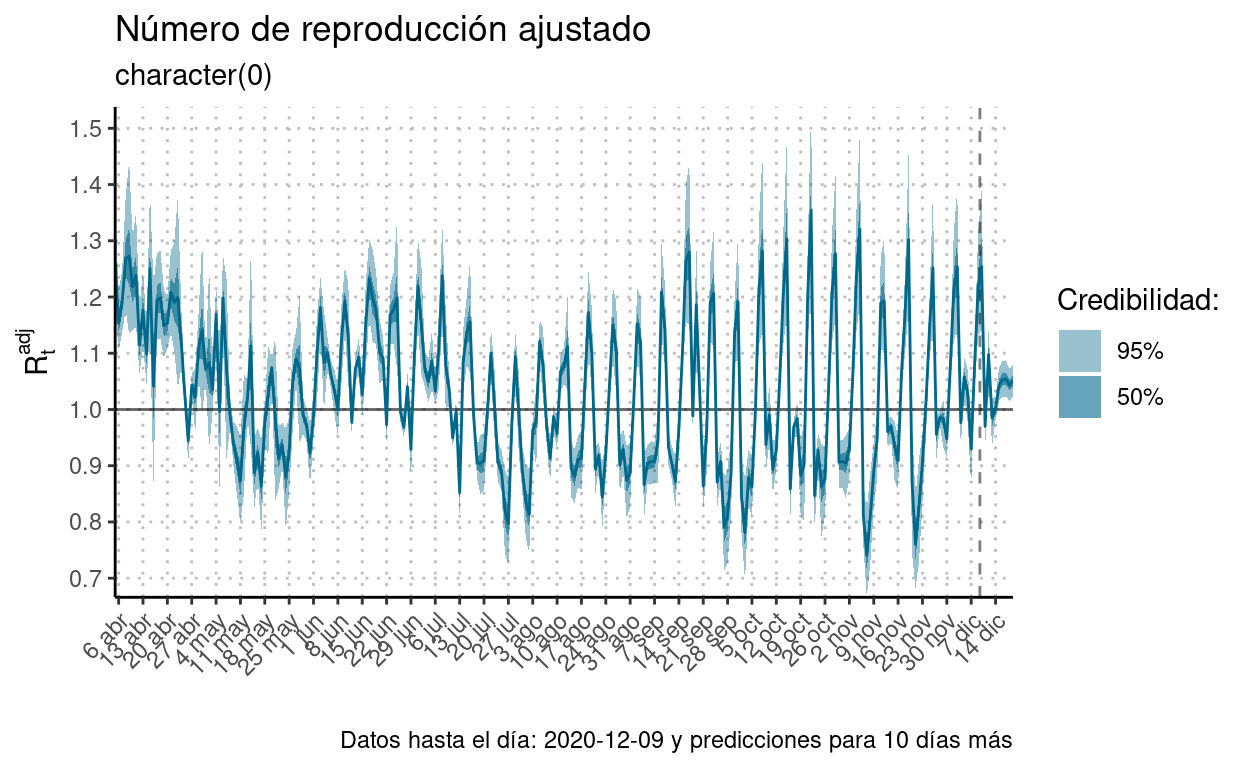 Número de reproducción ajustado
character(0)
R_t^adj
1.5
1.4
1.3
1.2
1.1
1.0
0.9
0.8
0.7
6 abr
13 abr
20 abr
27 abr
4 may
11 may
18 may
25 may
1 jun
8 jun
15 jun
22 jun
29 jun
6 jul
13 jul
20 jul
27 jul
3 ago
10 ago
17 ago
24 ago
31 ago
7 sep
14 sep
21 sep
28 sep
5 oct
12 oct
19 oct
26 oct
2 nov
9 nov
16 nov
23 nov
30 nov
7 dic
14 dic
Credibilidad:
95%
50%
Datos hasta el día: 2020-12-09 y predicciones para 10 días más